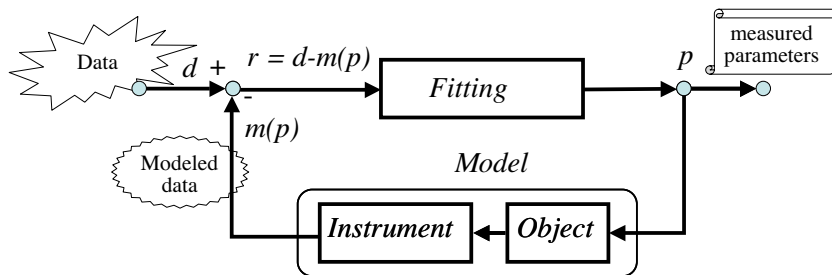 Data
d
+
r = d-m(p)
-
m(p)
Fitting
p
measured
parameters
Modeled
data
Model
Instrument
Object